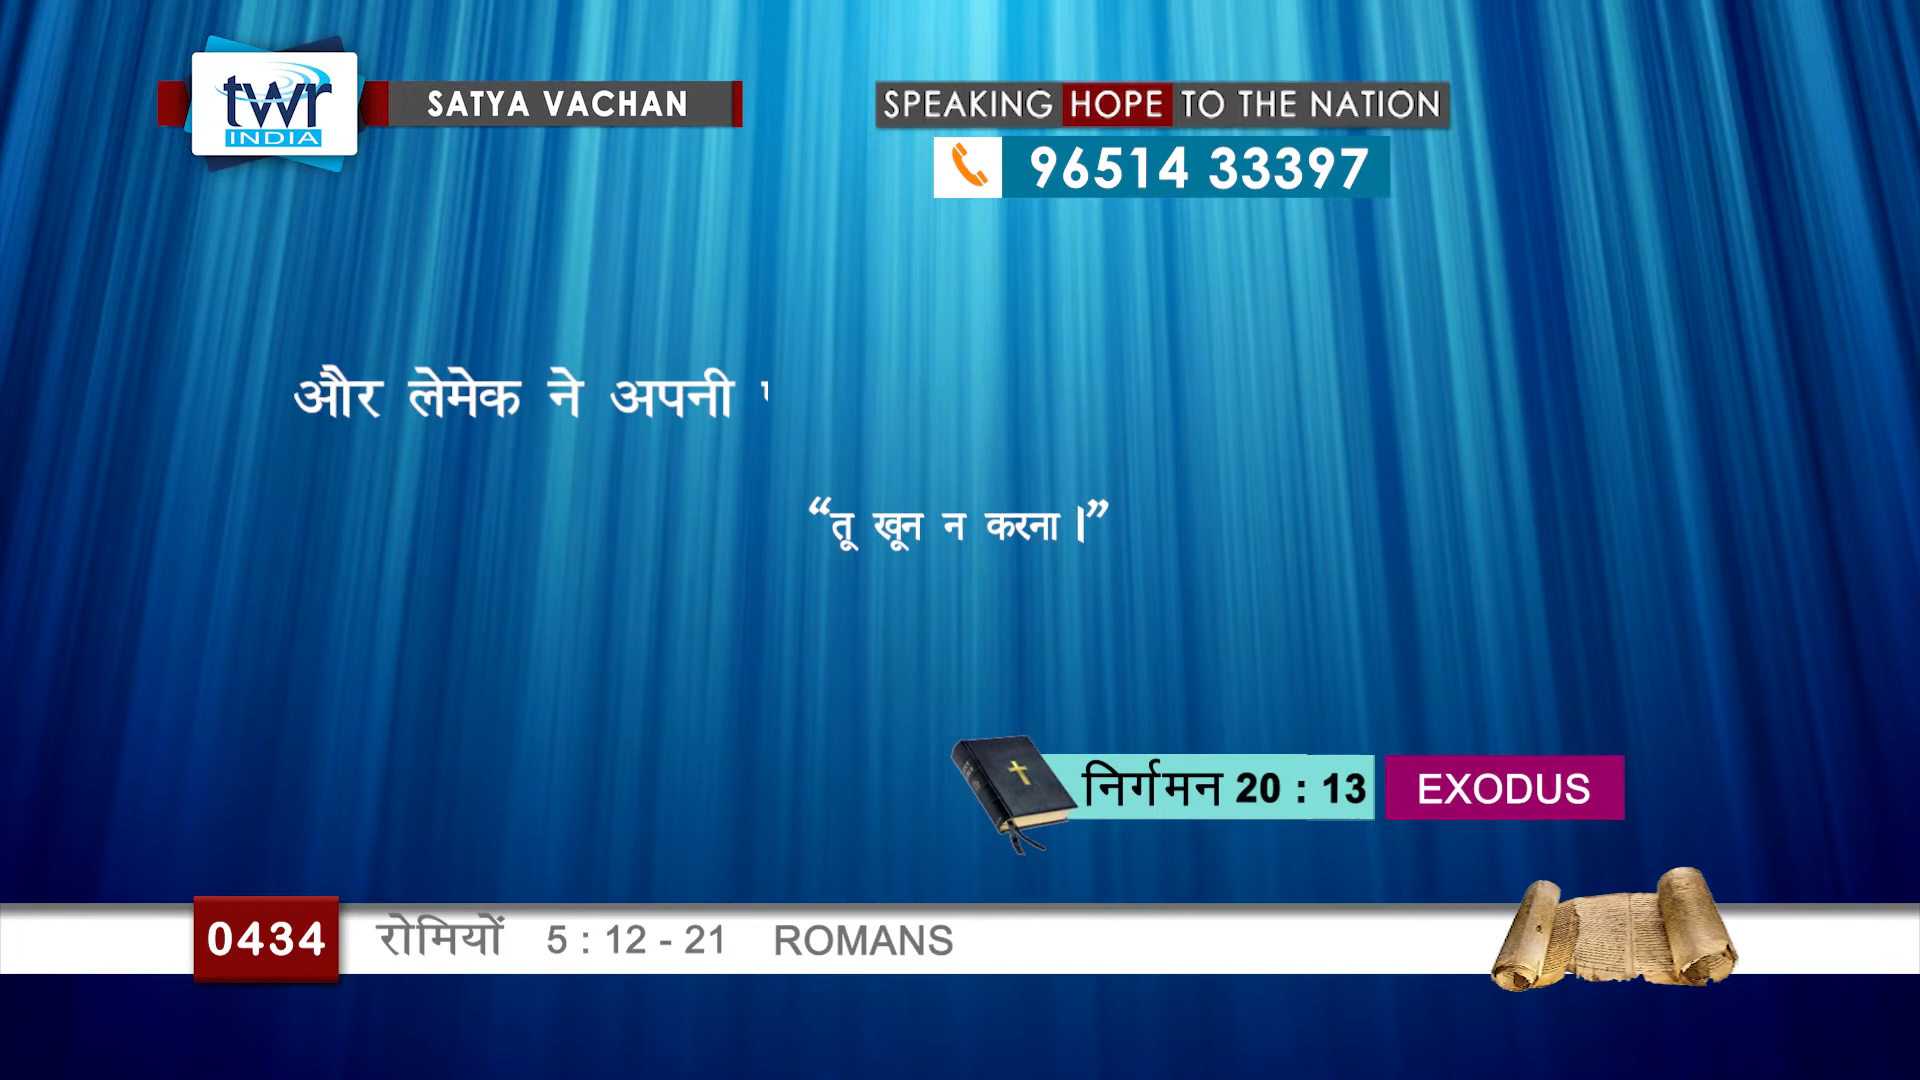 twr
INDIA
SATYA VACHAN
SPEAKING HOPE TO THE NATION
96514 33397
और लेमेक ने अपनी
“तू खून न करना।”
निर्गमन 20 : 13
EXODUS
0434
रोमियों 5 : 12 - 21 ROMANS